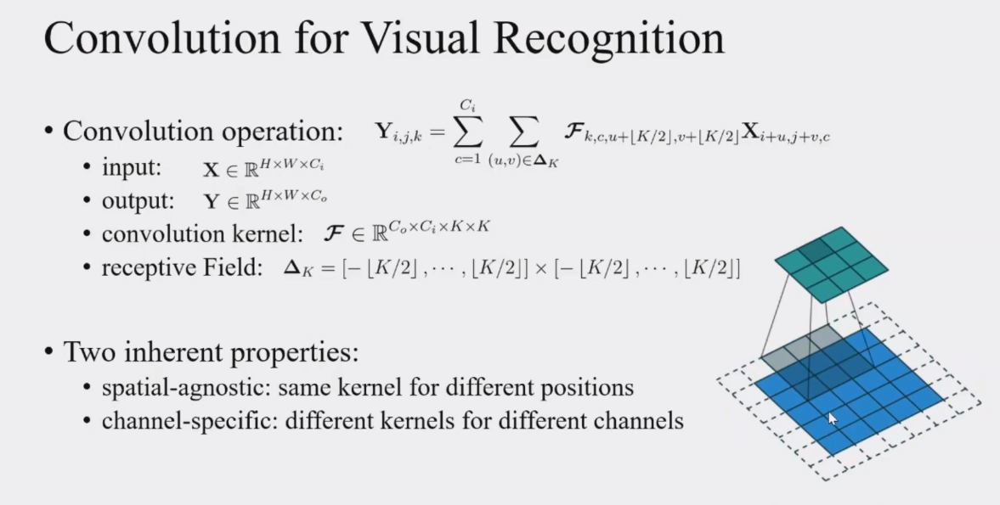 Convolution for Visual Recognition
• Convolution operation: $\mathbf{Y}_{i,j,k} = \sum_{c=1}^{C_i} \sum_{(u,v)\in\boldsymbol{\Delta}_K} \boldsymbol{\mathcal{F}}_{k,c,u+\lfloor K/2 \rfloor,v+\lfloor K/2 \rfloor} \mathbf{X}_{i+u,j+v,c}$
• input: $\mathbf{X} \in \mathbb{R}^{H \times W \times C_i}$
• output: $\mathbf{Y} \in \mathbb{R}^{H \times W \times C_o}$
• convolution kernel: $\boldsymbol{\mathcal{F}} \in \mathbb{R}^{C_o \times C_i \times K \times K}$
• receptive Field: $\boldsymbol{\Delta}_K = [-\lfloor K/2 \rfloor, \cdots, \lfloor K/2 \rfloor] \times [-\lfloor K/2 \rfloor, \cdots, \lfloor K/2 \rfloor]$
• Two inherent properties:
• spatial-agnostic: same kernel for different positions
• channel-specific: different kernels for different channels